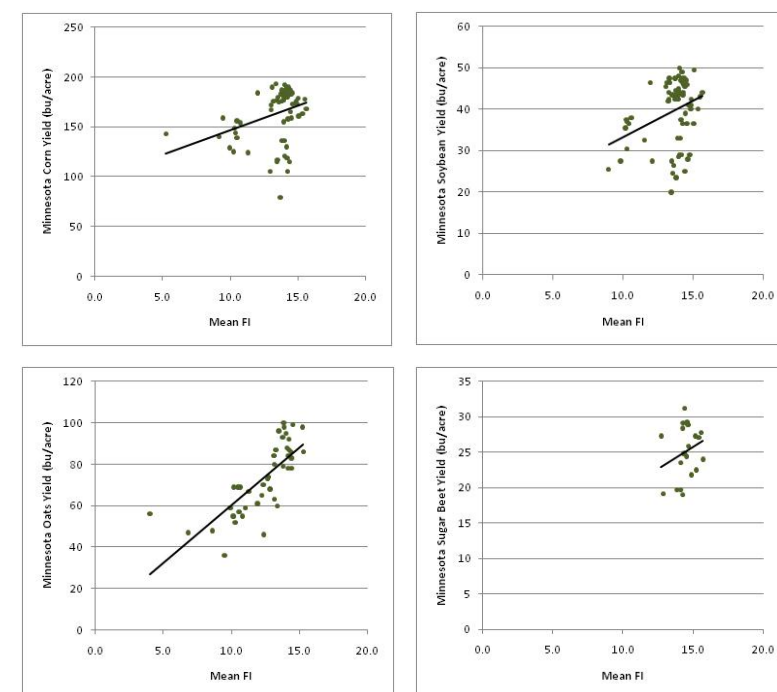 Minnesota Corn Yield (bu/acre)
250
200
150
100
50
0
0.0 5.0 10.0 15.0 20.0
Mean FI
Minnesota Soybean Yield (bu/acre)
60
50
40
30
20
10
0
0.0 5.0 10.0 15.0 20.0
Mean FI
Minnesota Oats Yield (bu/acre)
120
100
80
60
40
20
0
0.0 5.0 10.0 15.0 20.0
Mean FI
Minnesota Sugar Beet Yield (bu/acre)
35
30
25
20
15
10
5
0
0.0 5.0 10.0 15.0 20.0
Mean FI